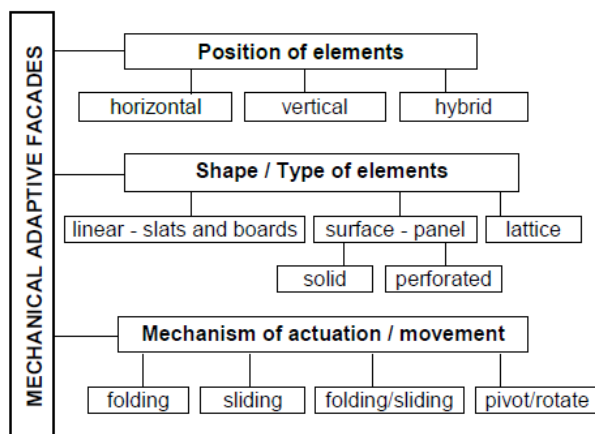 MECHANICAL ADAPTIVE FACADES
Position of elements
horizontal vertical hybrid
Shape / Type of elements
linear - slats and boards surface - panel lattice
solid perforated
Mechanism of actuation / movement
folding sliding folding/sliding pivot/rotate